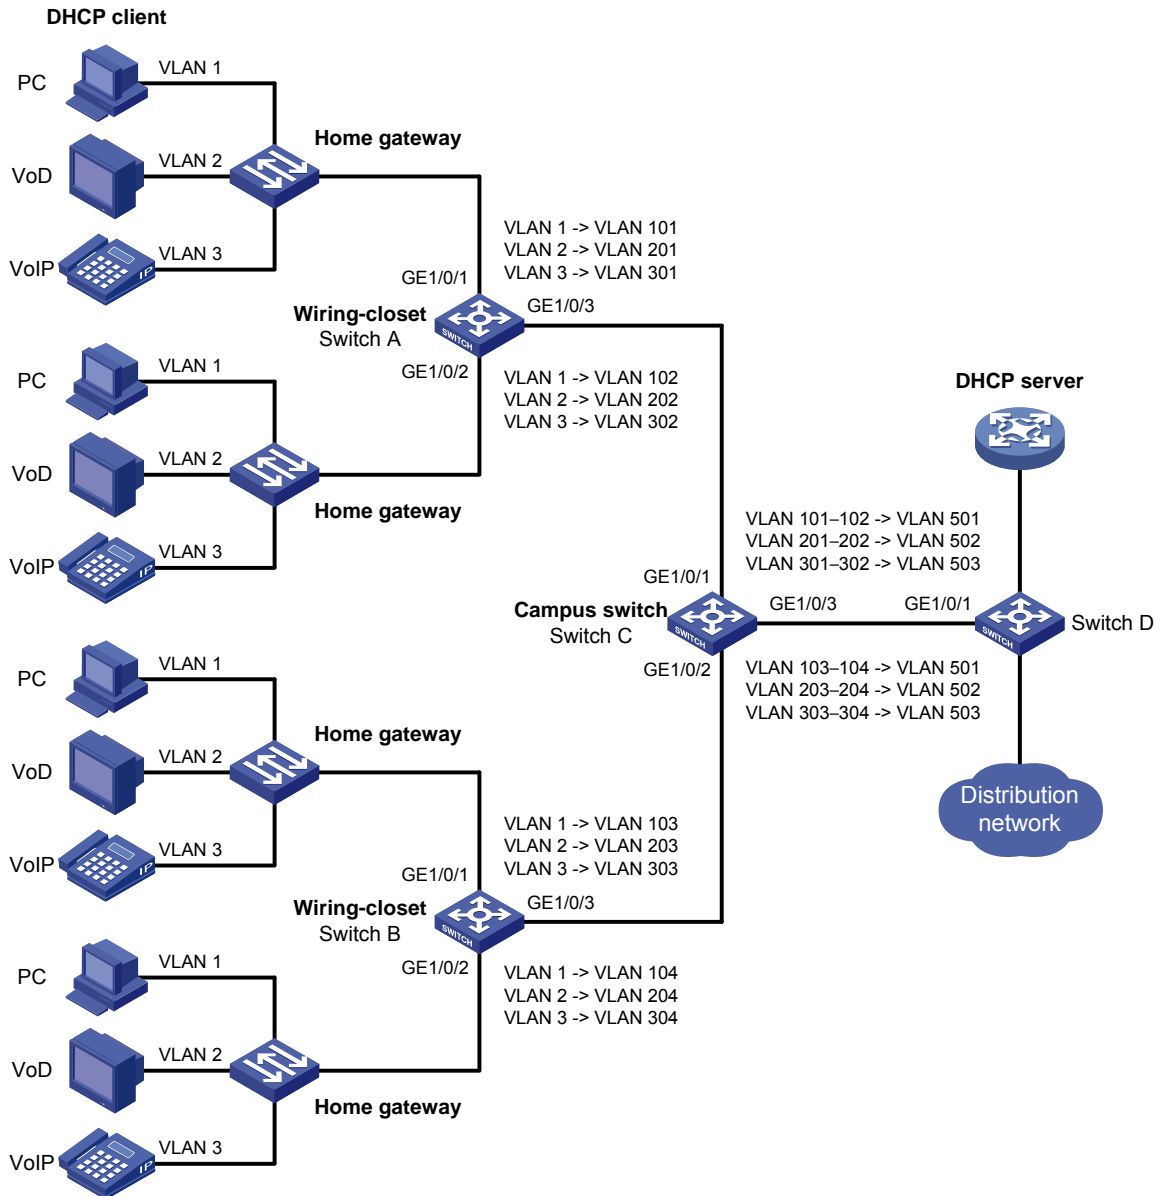 DHCP client
PC
VLAN 1
Home gateway
VoD
VLAN 2
VoIP
VLAN 3
IP
VLAN 1 -> VLAN 101
VLAN 2 -> VLAN 201
VLAN 3 -> VLAN 301
GE1/0/1
GE1/0/3
Wiring-closet
Switch A
SWITCH
GE1/0/2
VLAN 1 -> VLAN 102
VLAN 2 -> VLAN 202
VLAN 3 -> VLAN 302
PC
VLAN 1
VoD
VLAN 2
Home gateway
VoIP
VLAN 3
IP
DHCP server
VLAN 101–102 -> VLAN 501
VLAN 201–202 -> VLAN 502
VLAN 301–302 -> VLAN 503
GE1/0/1
Campus switch
Switch C
SWITCH
GE1/0/3
GE1/0/1
SWITCH
Switch D
GE1/0/2
VLAN 103–104 -> VLAN 501
VLAN 203–204 -> VLAN 502
VLAN 303–304 -> VLAN 503
Distribution
network
PC
VLAN 1
Home gateway
VoD
VLAN 2
VoIP
VLAN 3
IP
VLAN 1 -> VLAN 103
VLAN 2 -> VLAN 203
VLAN 3 -> VLAN 303
GE1/0/1
GE1/0/3
Wiring-closet
Switch B
SWITCH
GE1/0/2
VLAN 1 -> VLAN 104
VLAN 2 -> VLAN 204
VLAN 3 -> VLAN 304
PC
VLAN 1
VoD
VLAN 2
Home gateway
VoIP
VLAN 3
IP